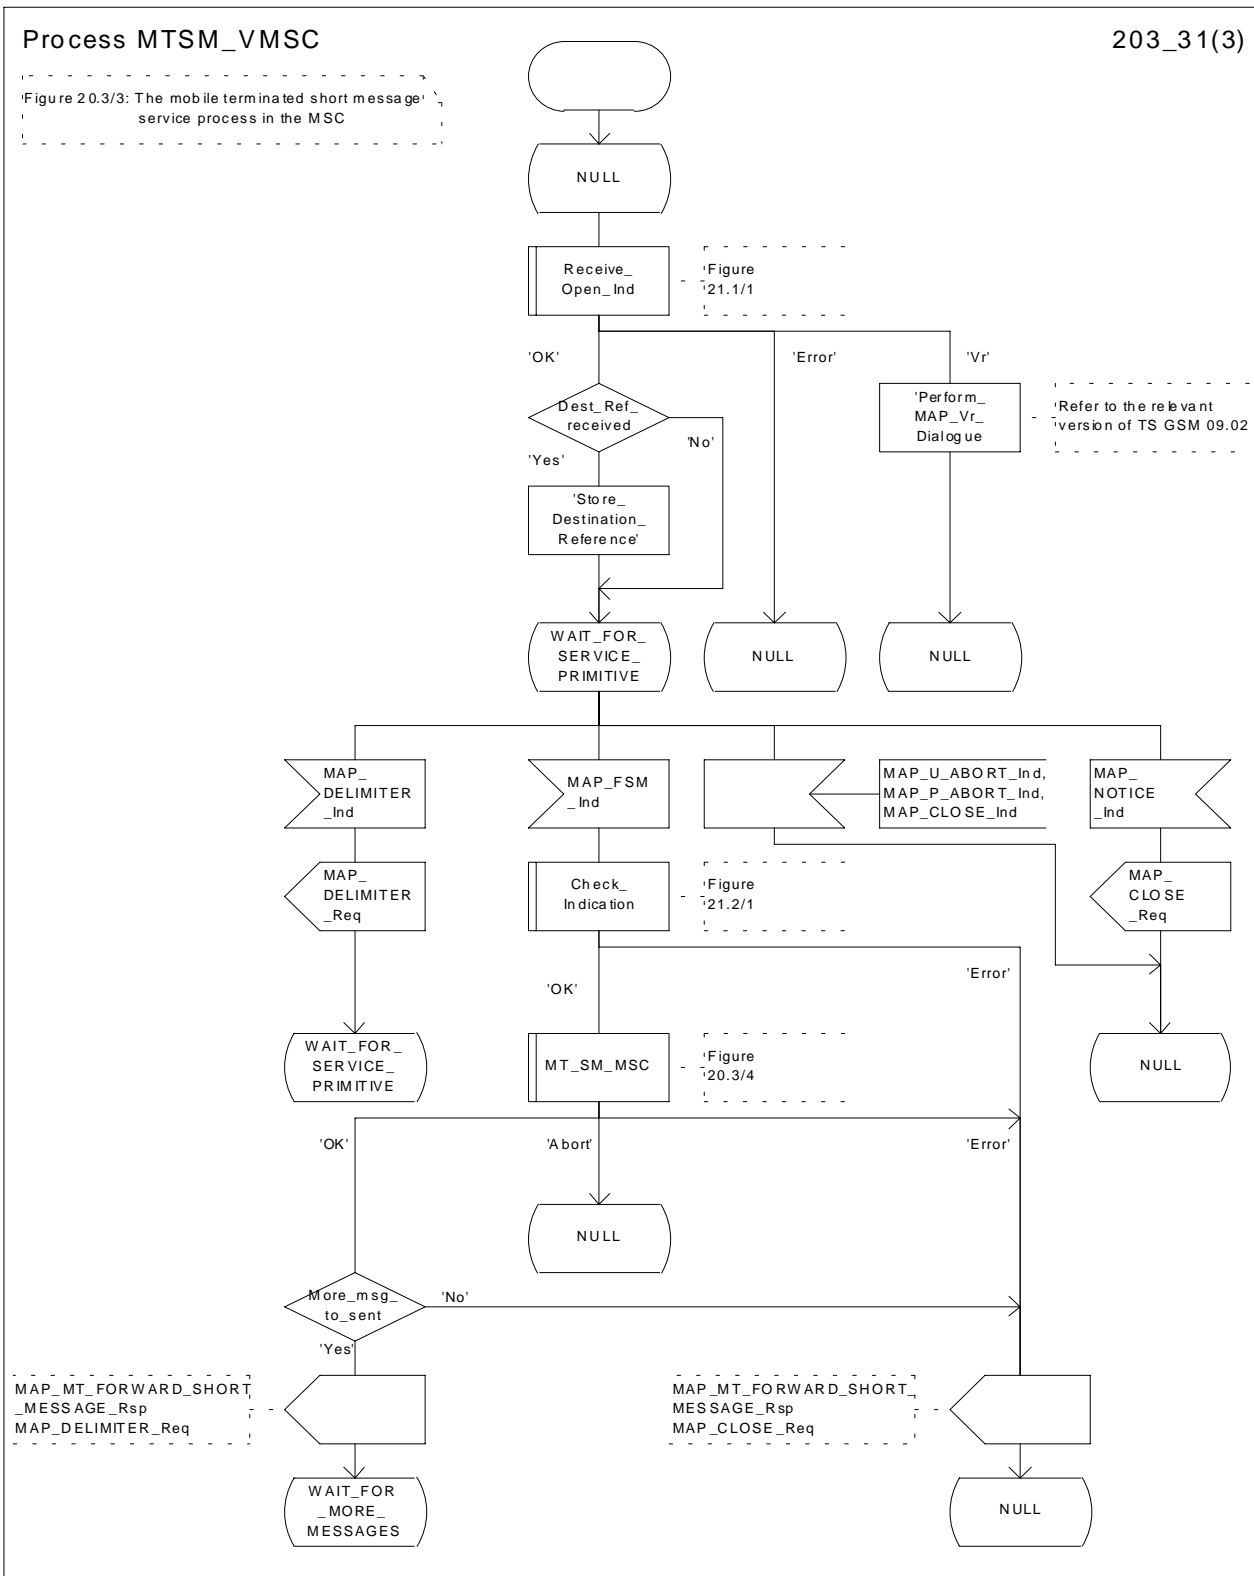 Process MTSM_VMSC
203_31(3)
Figure 20.3/3: The mobile terminated short message
service process in the MSC
NULL
Receive_
Open_Ind
Figure
21.1/1
'OK'
'Error'
'Vr'
Dest_Ref_
received
'No'
'Yes'
'Perform_
MAP_Vr_
Dialogue
Refer to the relevant
version of TS GSM 09.02
'Store_
Destination_
Reference'
WAIT_FOR_
SERVICE_
PRIMITIVE
NULL
NULL
MAP_
DELIMITER
_Ind
MAP_FSM
_Ind
MAP_U_ABORT_Ind,
MAP_P_ABORT_Ind,
MAP_CLOSE_Ind
MAP_
NOTICE
_Ind
MAP_
DELIMITER
_Req
Check_
Indication
Figure
21.2/1
MAP_
CLOSE
_Req
'OK'
'Error'
WAIT_FOR_
SERVICE_
PRIMITIVE
MT_SM_MSC
Figure
20.3/4
NULL
'OK'
'Abort'
'Error'
NULL
More_msg_
to_sent
'No'
'Yes'
MAP_MT_FORWARD_SHORT
_MESSAGE_Rsp
MAP_DELIMITER_Req
MAP_MT_FORWARD_SHORT_
MESSAGE_Rsp
MAP_CLOSE_Req
WAIT_FOR
_MORE_
MESSAGES
NULL